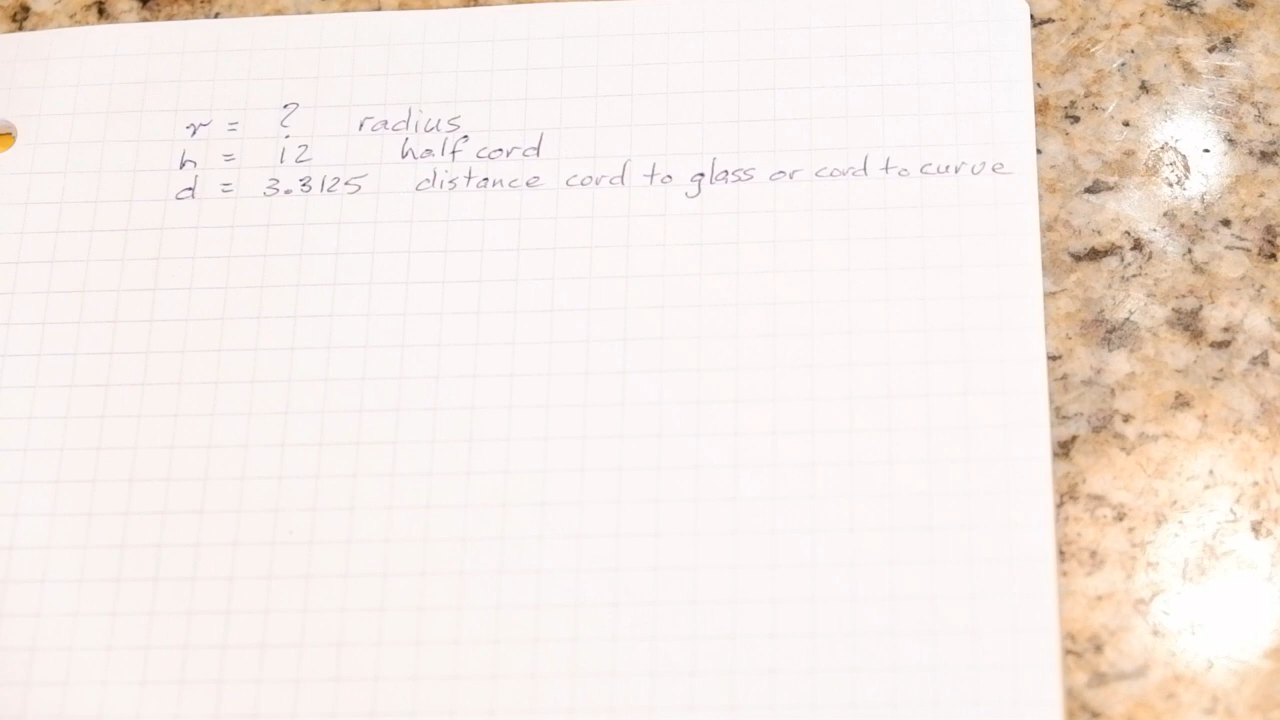 r = ? radius
h = 12 half cord
d = 3.3125 distance cord to glass or cord to curve